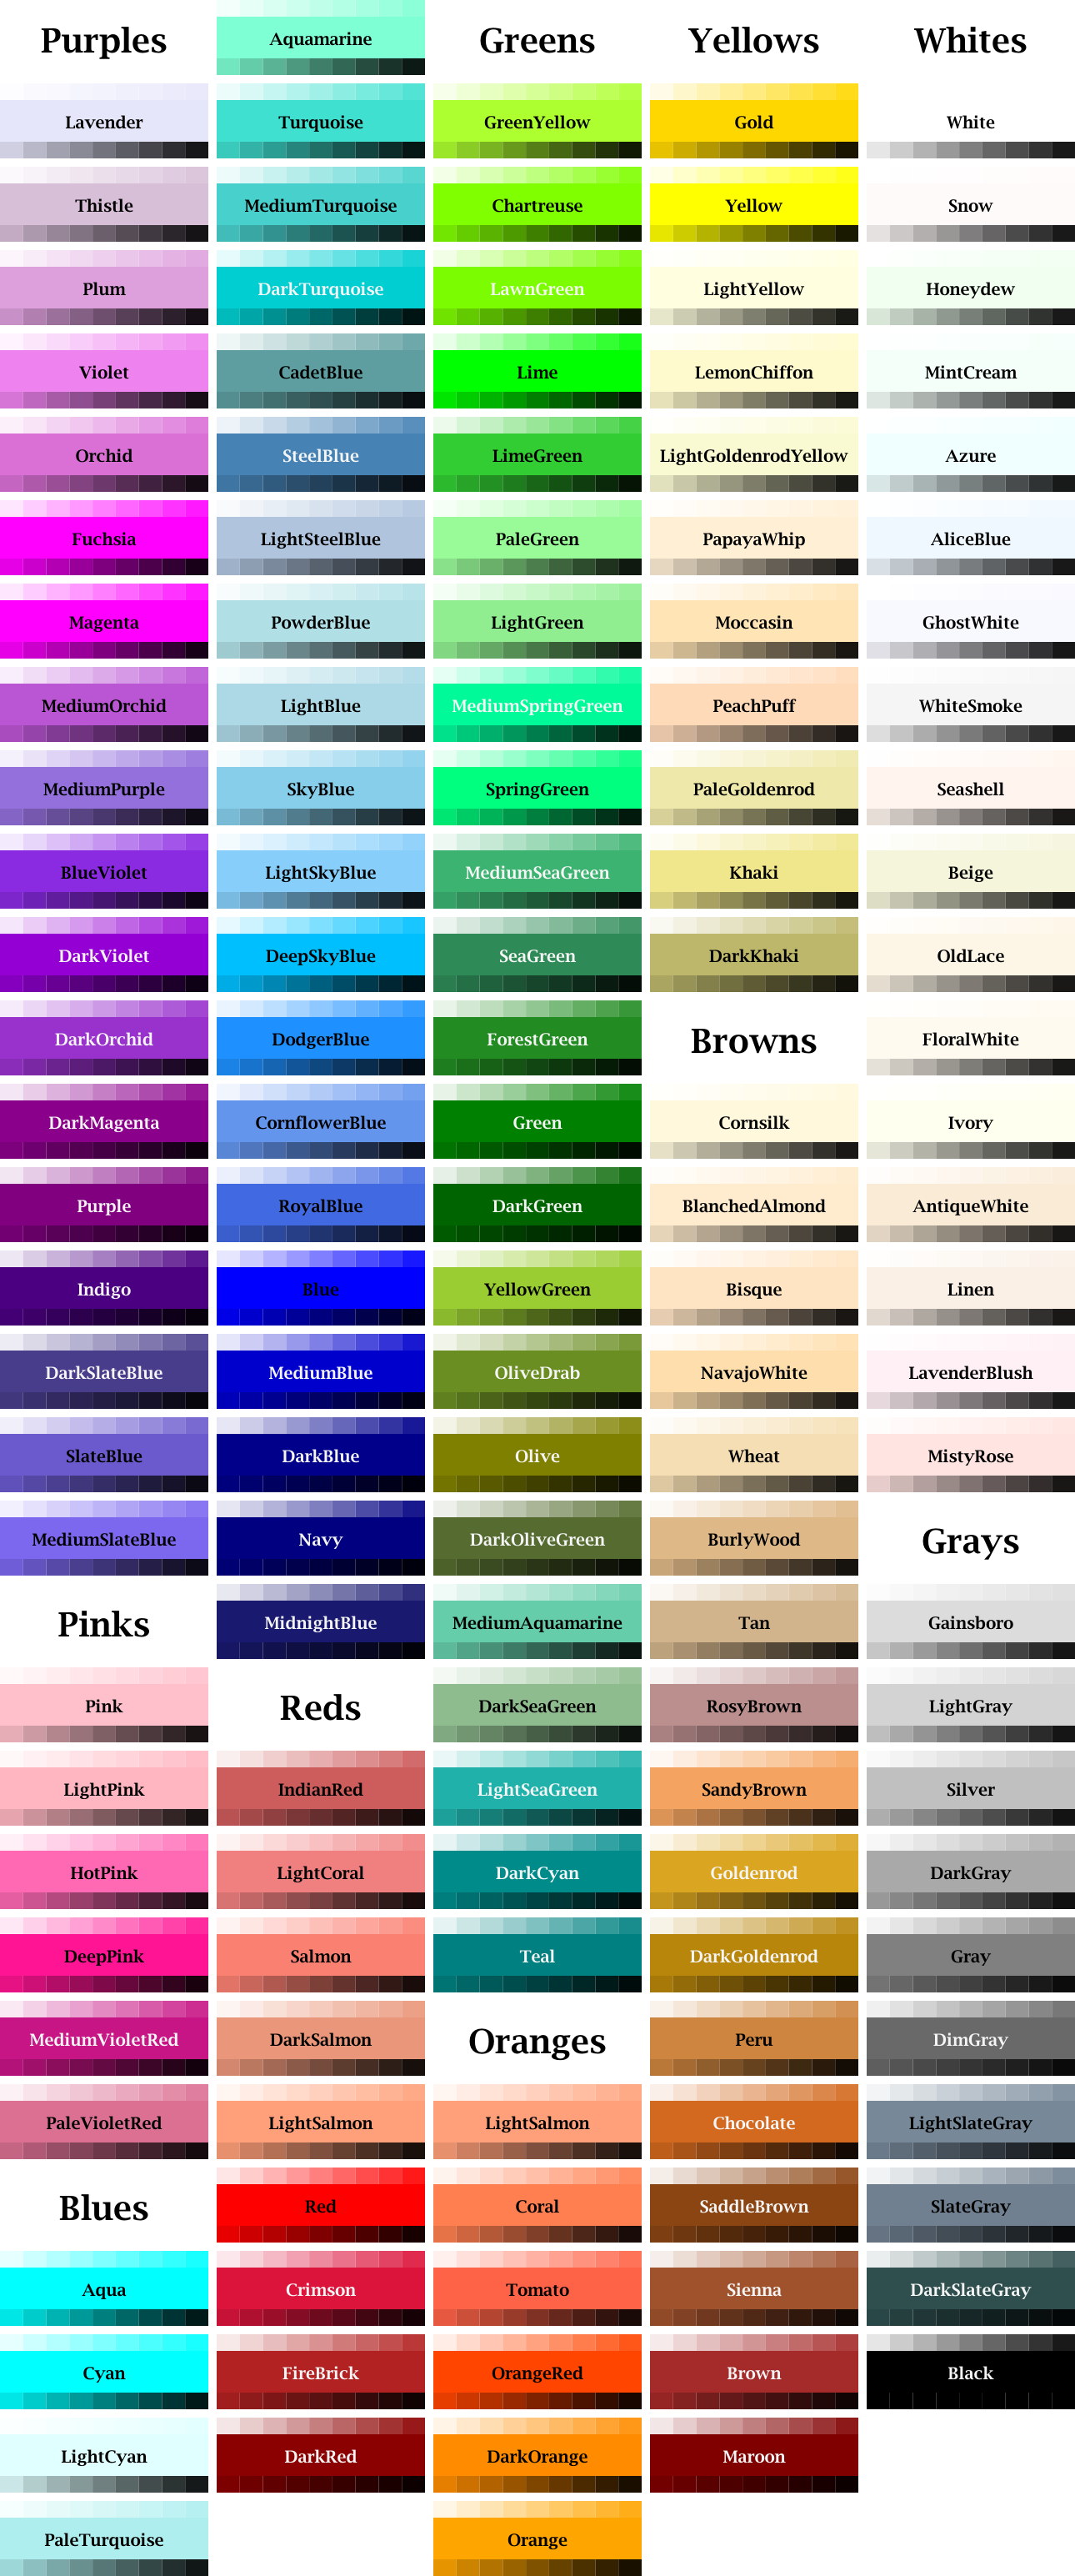 Purples
Lavender
Thistle
Plum
Violet
Orchid
Fuchsia
Magenta
MediumOrchid
MediumPurple
BlueViolet
DarkViolet
DarkOrchid
DarkMagenta
Purple
Indigo
DarkSlateBlue
SlateBlue
MediumSlateBlue
Pinks
Pink
LightPink
HotPink
DeepPink
MediumVioletRed
PaleVioletRed
Blues
Aqua
Cyan
LightCyan
PaleTurquoise
Aquamarine
Turquoise
MediumTurquoise
DarkTurquoise
CadetBlue
SteelBlue
LightSteelBlue
PowderBlue
LightBlue
SkyBlue
LightSkyBlue
DeepSkyBlue
DodgerBlue
CornflowerBlue
RoyalBlue
Blue
MediumBlue
DarkBlue
Navy
MidnightBlue
Reds
IndianRed
LightCoral
Salmon
DarkSalmon
LightSalmon
Red
Crimson
FireBrick
DarkRed
Greens
GreenYellow
Chartreuse
LawnGreen
Lime
LimeGreen
PaleGreen
LightGreen
MediumSpringGreen
SpringGreen
MediumSeaGreen
SeaGreen
ForestGreen
Green
DarkGreen
YellowGreen
OliveDrab
Olive
DarkOliveGreen
MediumAquamarine
DarkSeaGreen
LightSeaGreen
DarkCyan
Teal
Oranges
LightSalmon
Coral
Tomato
OrangeRed
DarkOrange
Orange
Yellows
Gold
Yellow
LightYellow
LemonChiffon
LightGoldenrodYellow
PapayaWhip
Moccasin
PeachPuff
PaleGoldenrod
Khaki
DarkKhaki
Browns
Cornsilk
BlanchedAlmond
Bisque
NavajoWhite
Wheat
BurlyWood
Tan
RosyBrown
SandyBrown
Goldenrod
DarkGoldenrod
Peru
Chocolate
SaddleBrown
Sienna
Brown
Maroon
Whites
White
Snow
Honeydew
MintCream
Azure
AliceBlue
GhostWhite
WhiteSmoke
Seashell
Beige
OldLace
FloralWhite
Ivory
AntiqueWhite
Linen
LavenderBlush
MistyRose
Grays
Gainsboro
LightGray
Silver
DarkGray
Gray
DimGray
LightSlateGray
SlateGray
DarkSlateGray
Black